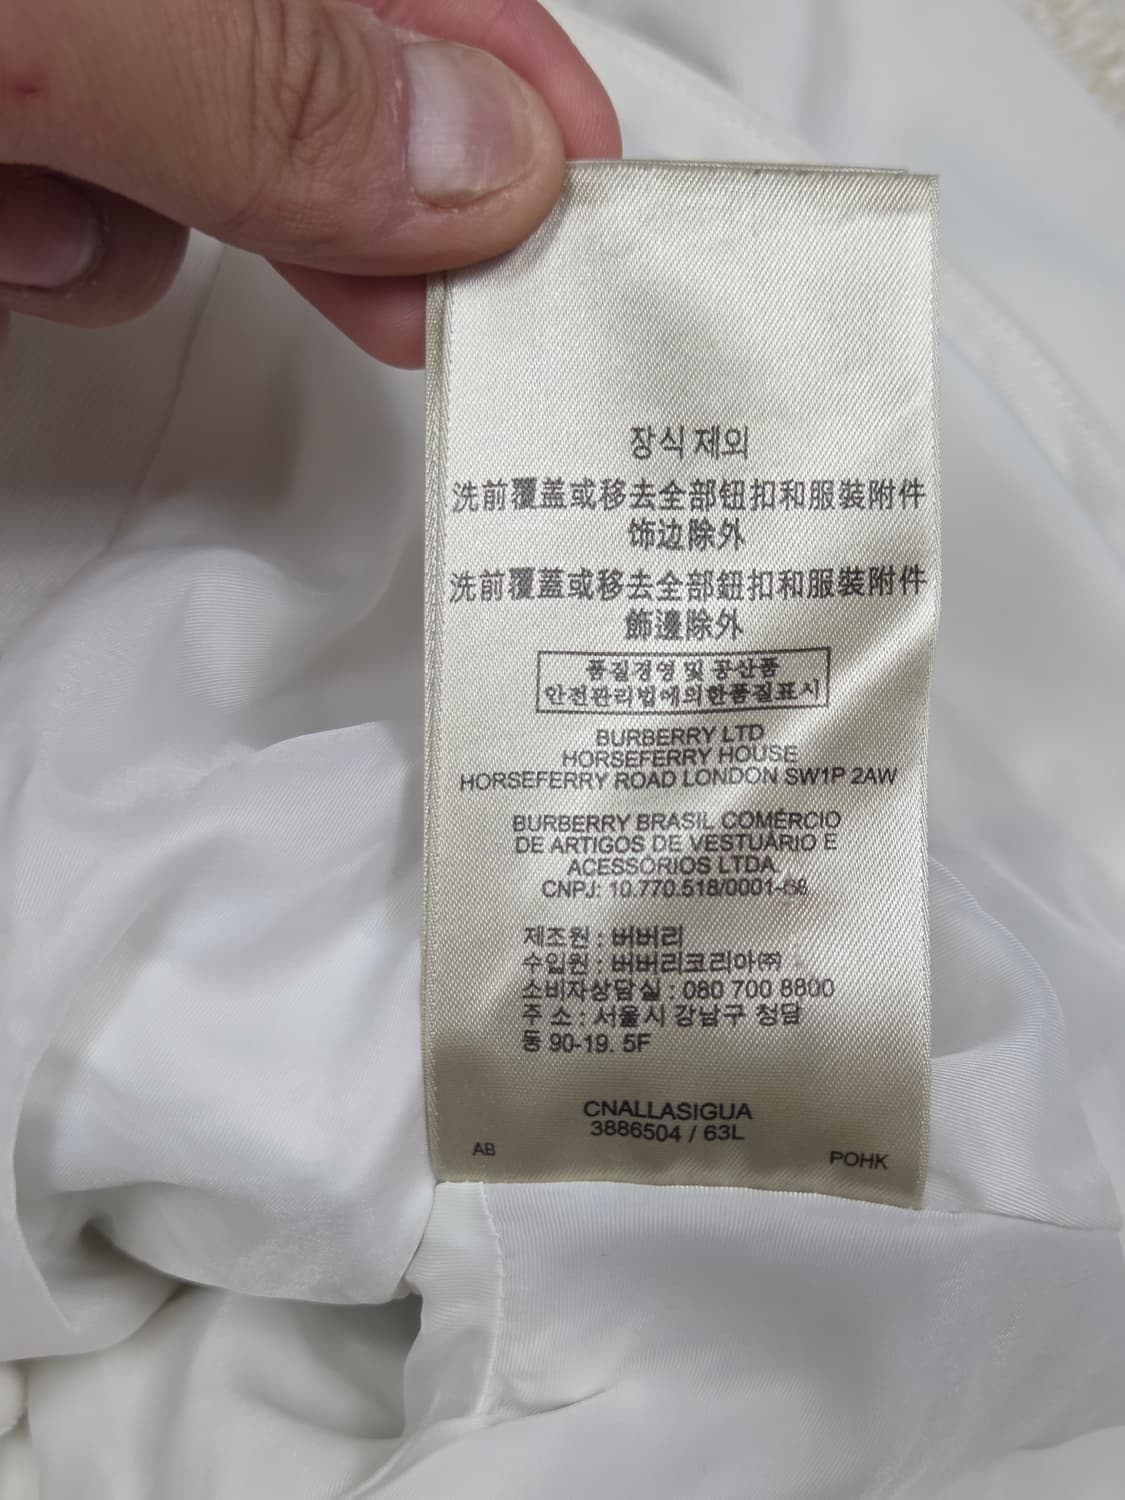 장식 제외
洗前覆盖或移去全部钮扣和服装附件
饰边除外
洗前覆蓋或移去全部鈕扣和服裝附件
飾邊除外
품질경영 및 공산품
안전관리법에의한품질표시
BURBERRY LTD
HORSEFERRY HOUSE
HORSEFERRY ROAD LONDON SW1P 2AW
BURBERRY BRASIL COMÉRCIO
DE ARTIGOS DE VESTUÁRIO E
ACESSÓRIOS LTDA
CNPJ: 10.770.518/0001-
제조원 : 버버리
수입원 : 버버리코리아㈜
소비자상담실 : 080 700 8800
주 소 : 서울시 강남구 청담
동 90-19. 5F
CNALLASIGUA
3886504 / 63L
AB
POHK